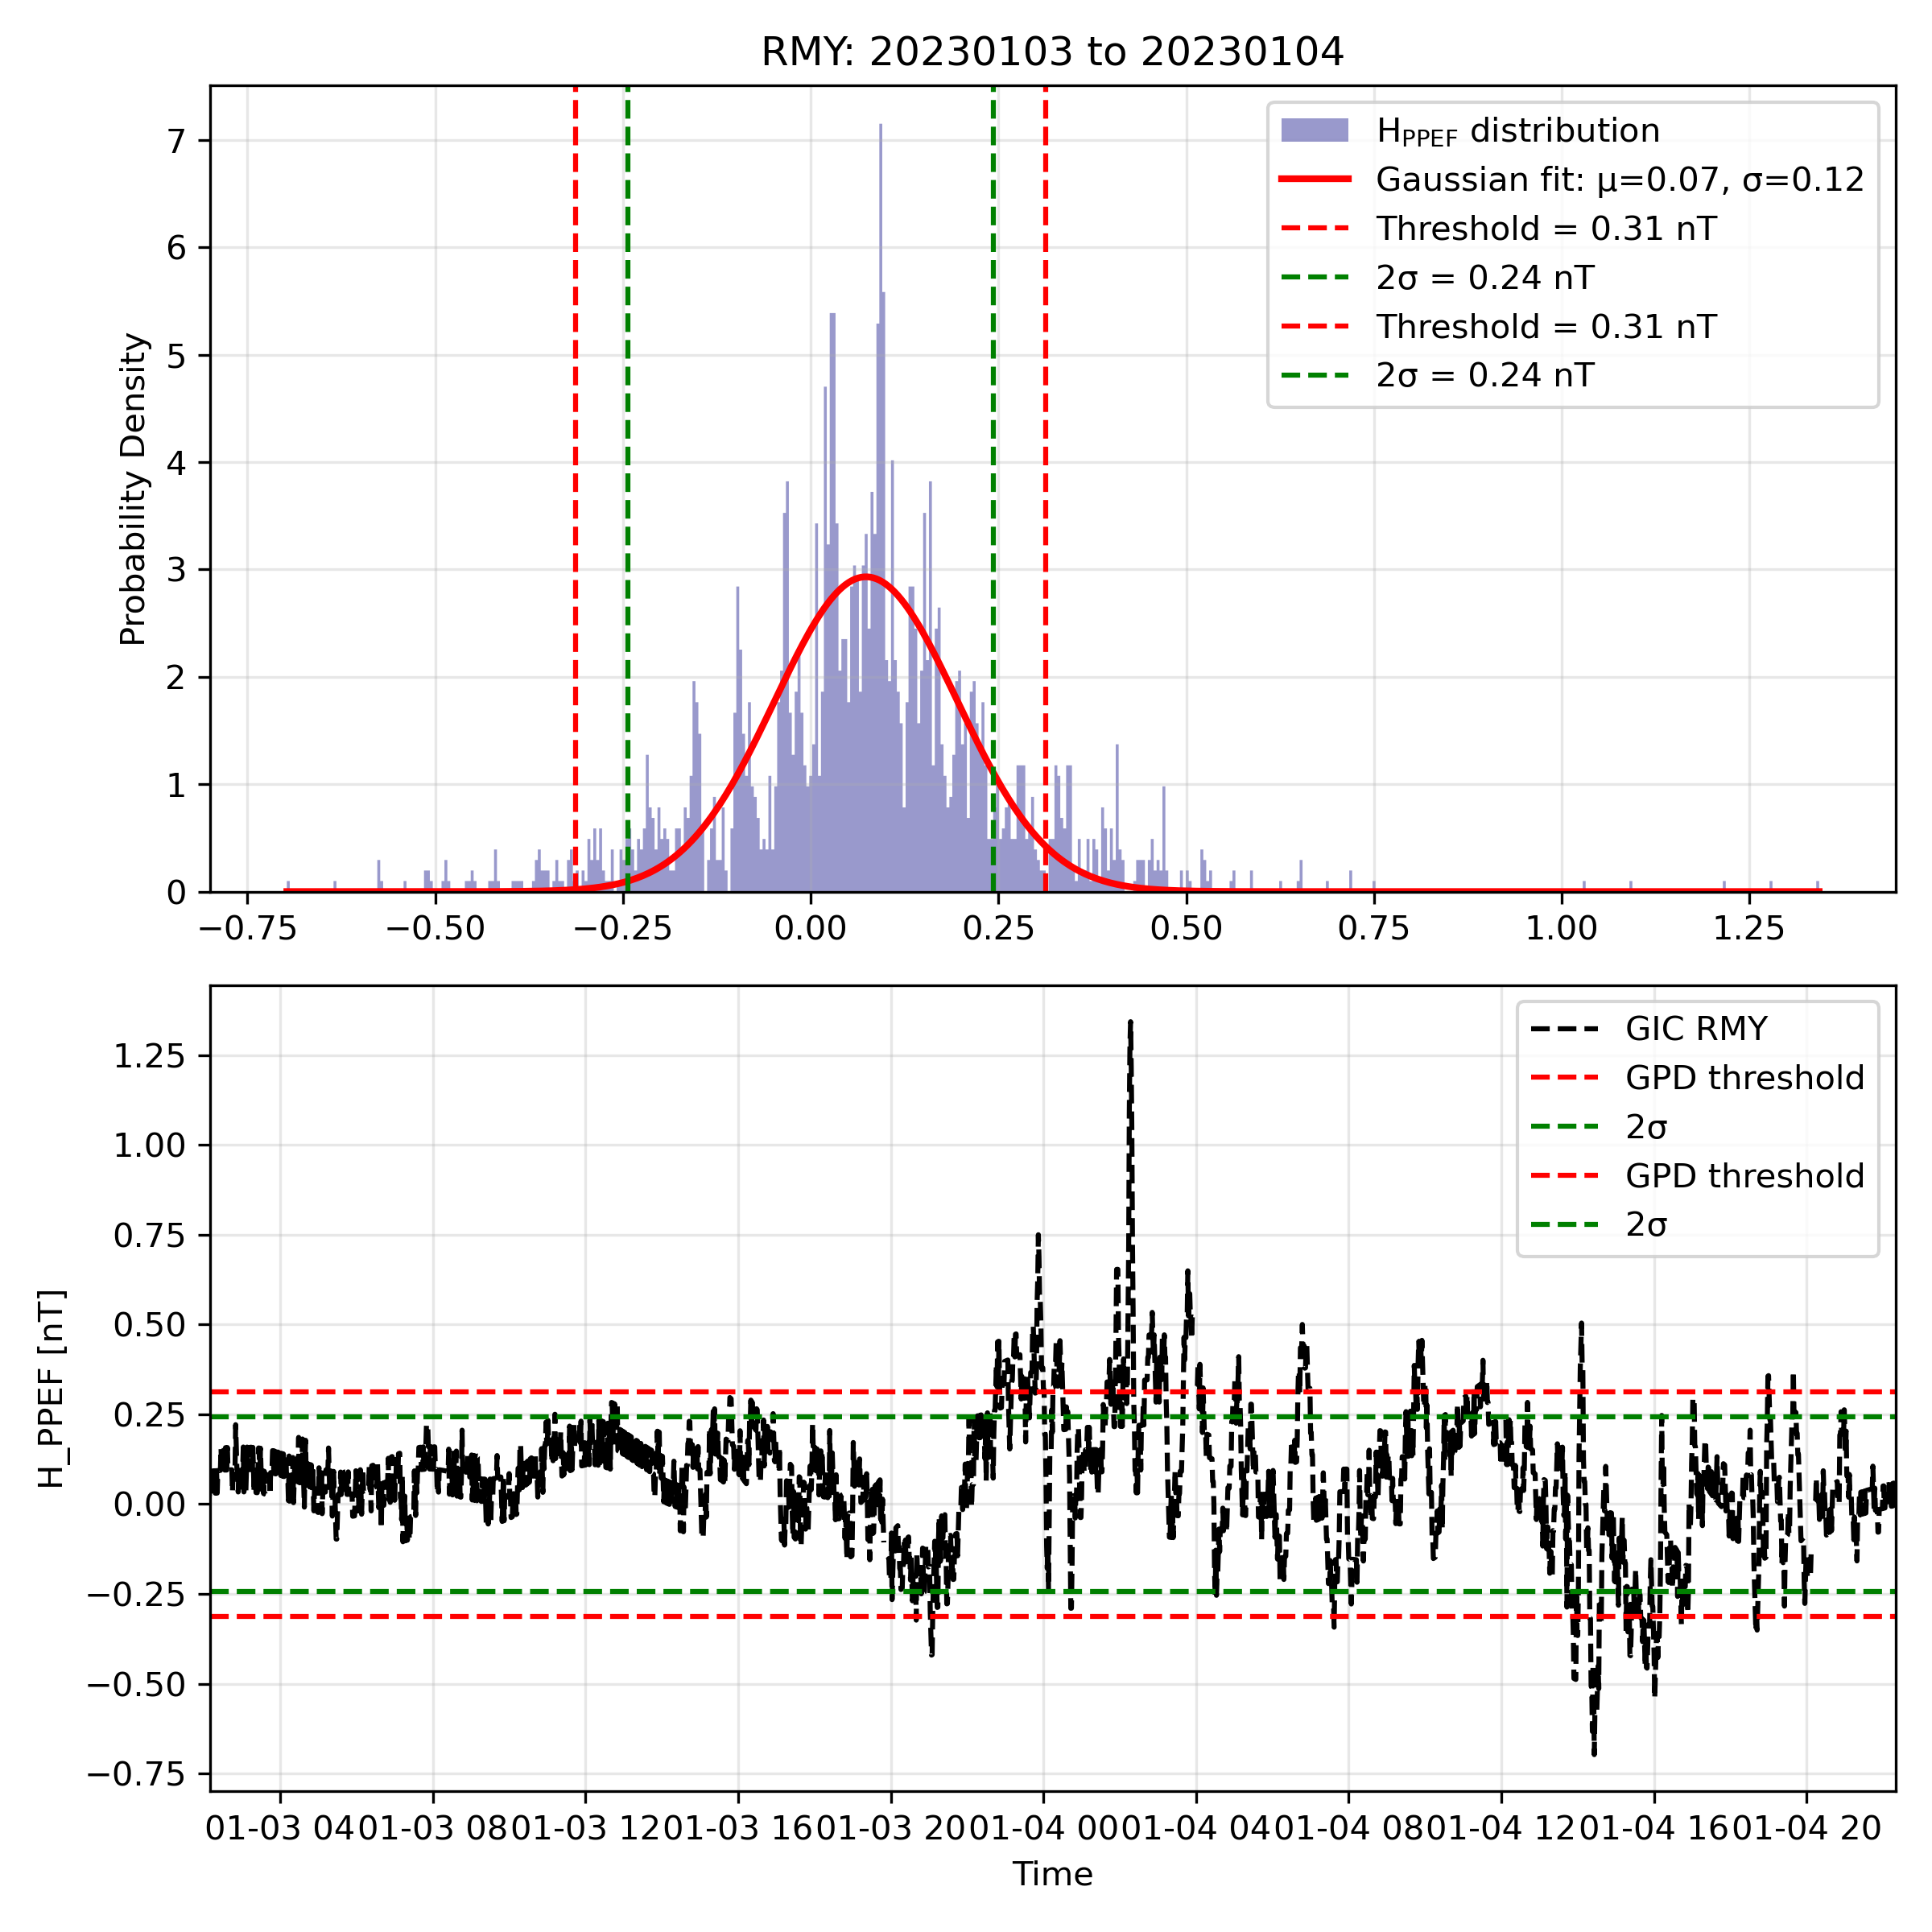 RMY: 20230103 to 20230104
Probability Density
7
6
5
4
3
2
1
0
−0.75 −0.50 −0.25 0.00 0.25 0.50 0.75 1.00 1.25
H_PPEF distribution
Gaussian fit: μ=0.07, σ=0.12
Threshold = 0.31 nT
2σ = 0.24 nT
Threshold = 0.31 nT
2σ = 0.24 nT
H_PPEF [nT]
1.25
1.00
0.75
0.50
0.25
0.00
−0.25
−0.50
−0.75
GIC RMY
GPD threshold
2σ
GPD threshold
2σ
01-03 04 01-03 08 01-03 12 01-03 16 01-03 20 01-04 00 01-04 04 01-04 08 01-04 12 01-04 16 01-04 20
Time